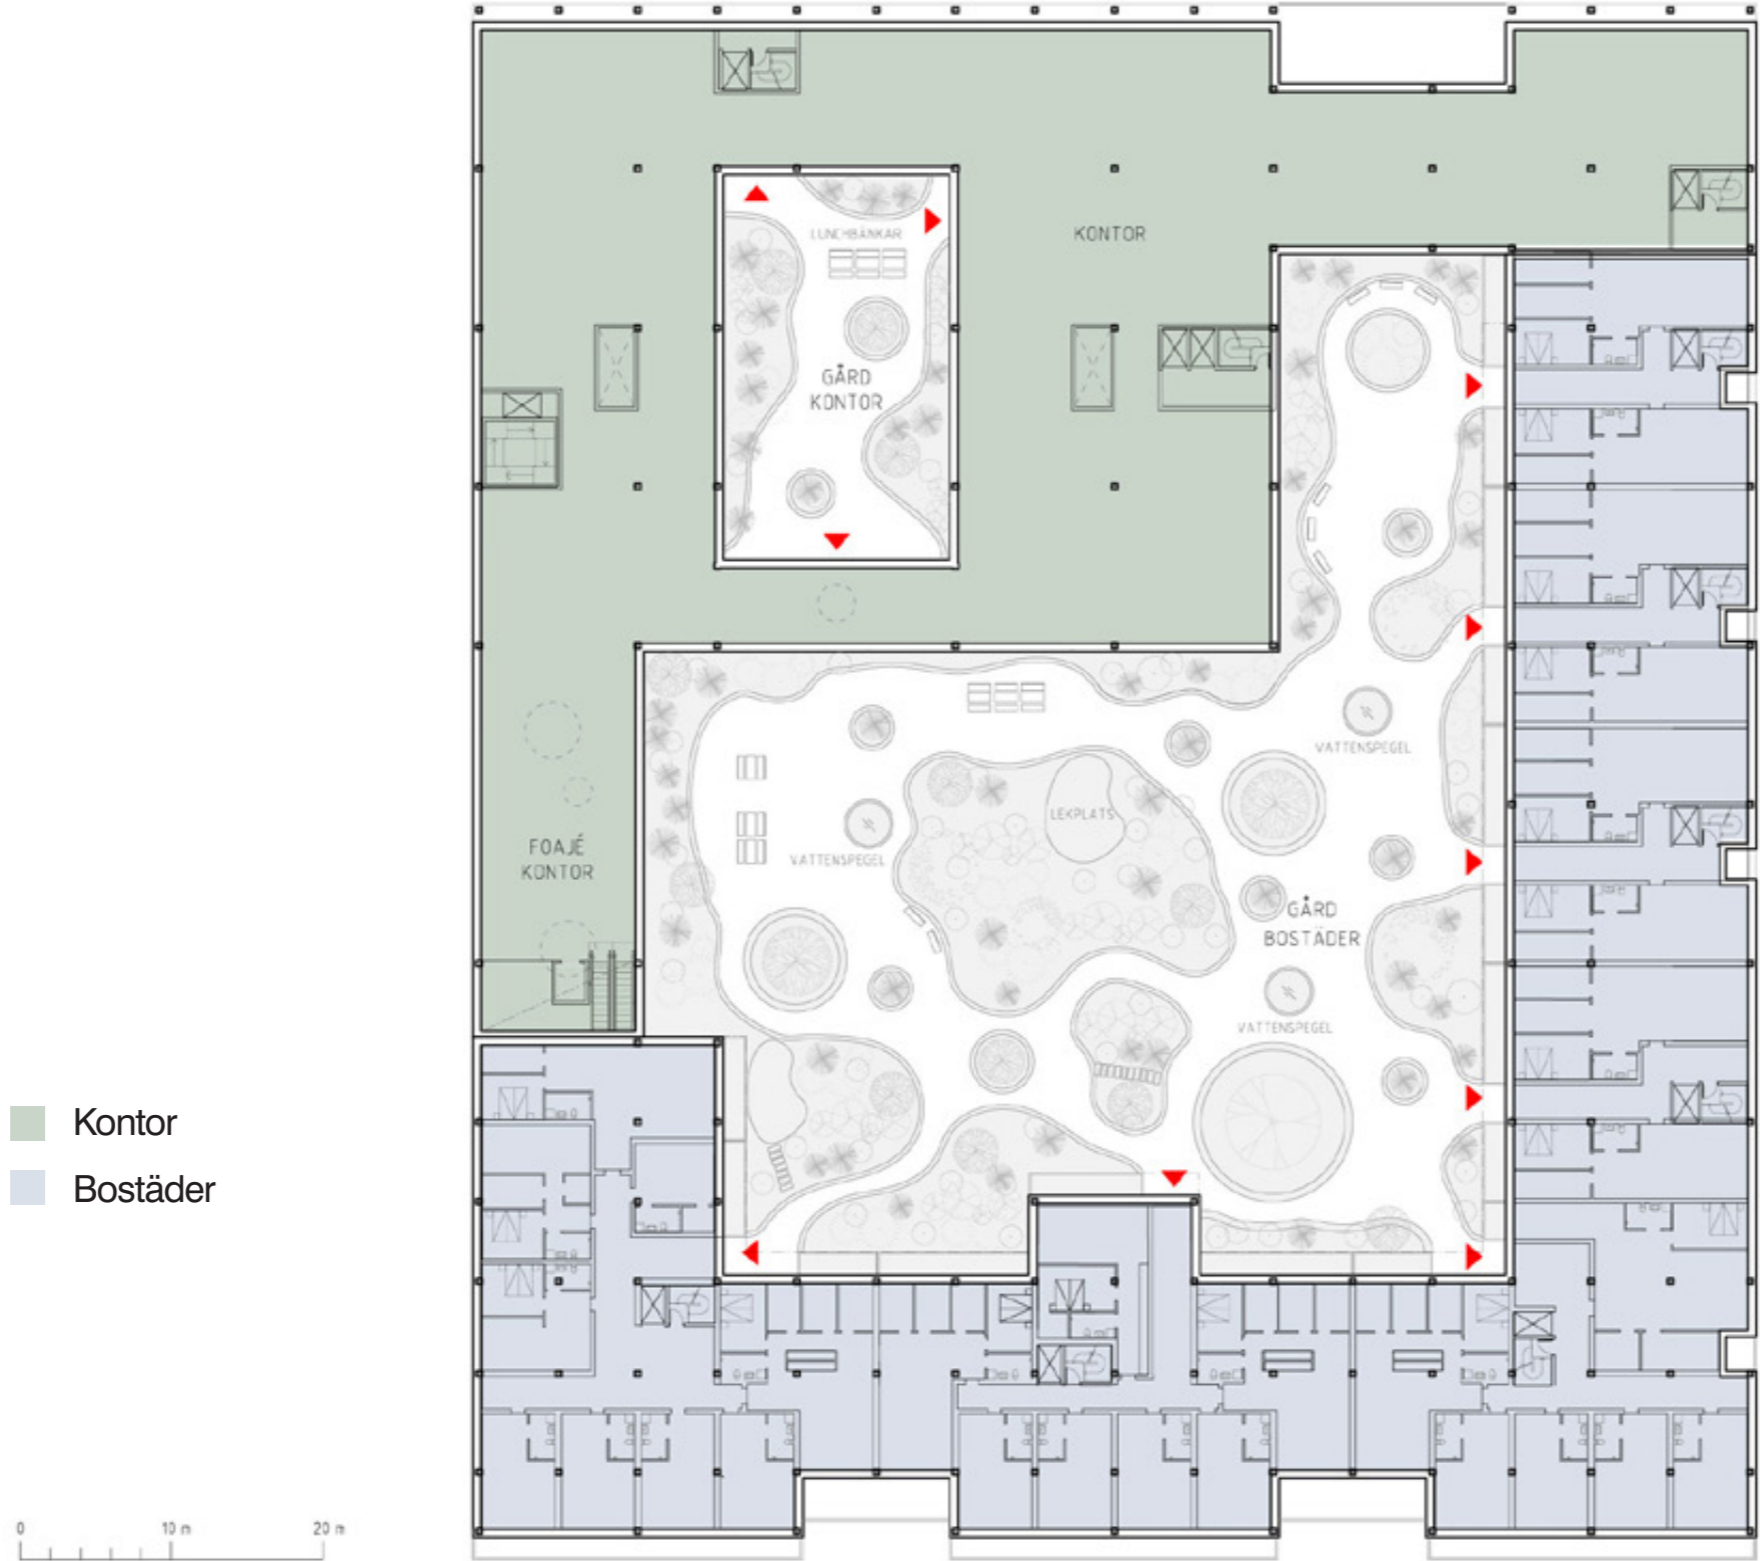 LUNCHBÄNKAR
KONTOR
GÅRD
KONTOR
VATTENSPEGEL
LEKPLATS
FOAJÉ
KONTOR
VATTENSPEGEL
GÅRD
BOSTÄDER
VATTENSPEGEL
Kontor
Bostäder
0 10 m 20 m